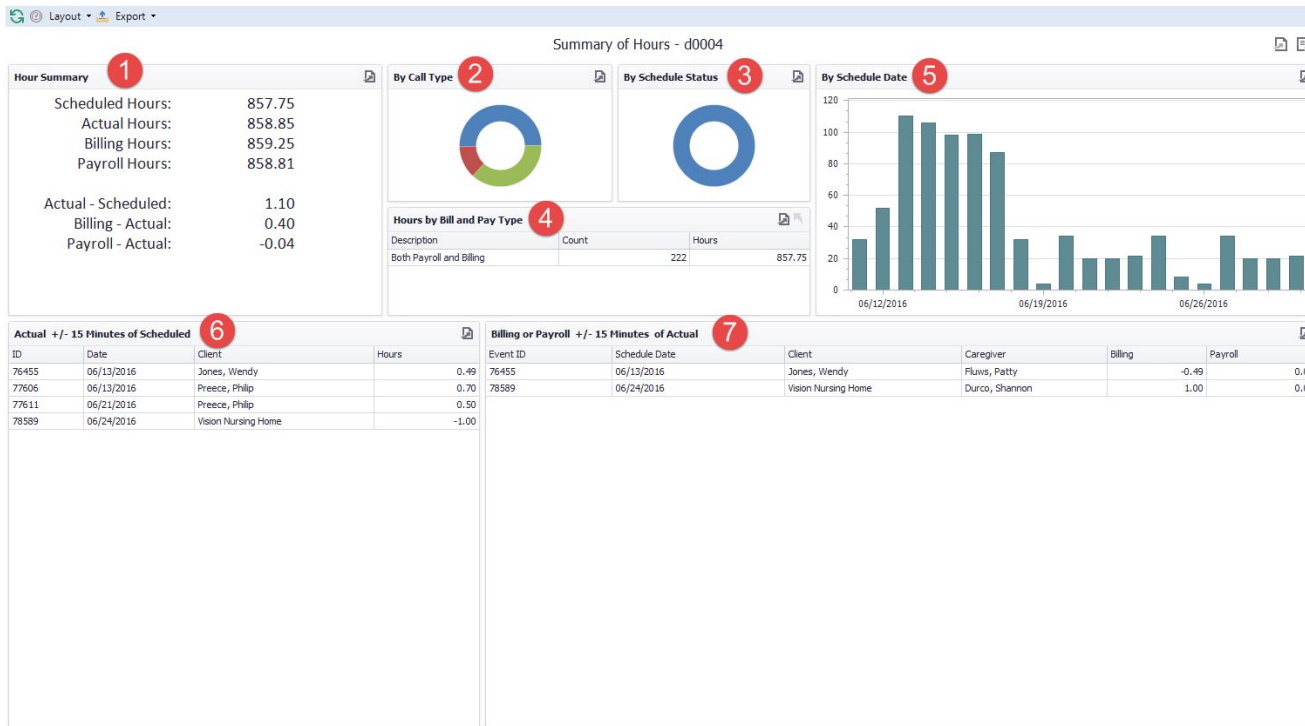 Layout Export
Summary of Hours - d0004
1
Hour Summary
Scheduled Hours: 857.75
Actual Hours: 858.85
Billing Hours: 859.25
Payroll Hours: 858.81
Actual - Scheduled: 1.10
Billing - Actual: 0.40
Payroll - Actual: -0.04
By Call Type 2
By Schedule Status 3
Hours by Bill and Pay Type 4
Description Count Hours
Both Payroll and Billing 222 857.75
By Schedule Date 5
120
100
80
60
40
20
0
06/12/2016 06/19/2016 06/26/2016
Actual +/- 15 Minutes of Scheduled 6
ID Date Client Hours
76455 06/13/2016 Jones, Wendy 0.49
77606 06/13/2016 Preece, Philip 0.70
77611 06/21/2016 Preece, Philip 0.50
78589 06/24/2016 Vision Nursing Home -1.00
Billing or Payroll +/- 15 Minutes of Actual 7
Event ID Schedule Date Client Caregiver Billing Payroll
76455 06/13/2016 Jones, Wendy Fluws, Patty -0.49
78589 06/24/2016 Vision Nursing Home Durco, Shannon 1.00